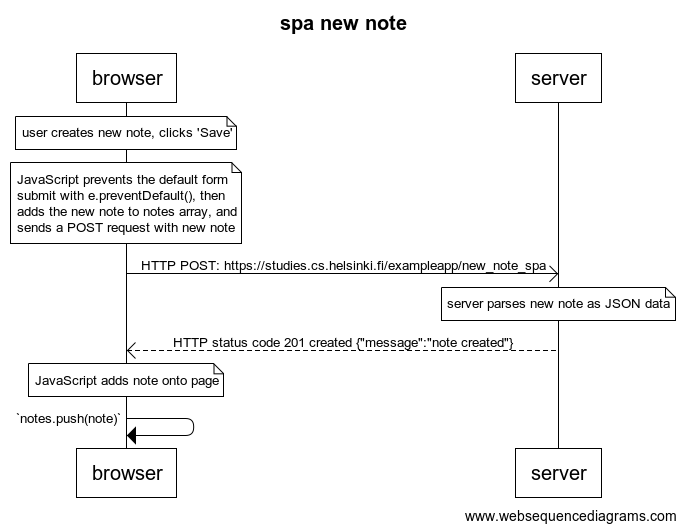 spa new note
browser
server
user creates new note, clicks 'Save'
JavaScript prevents the default form
submit with e.preventDefault(), then
adds the new note to notes array, and
sends a POST request with new note
HTTP POST: https://studies.cs.helsinki.fi/exampleapp/new_note_spa
server parses new note as JSON data
HTTP status code 201 created {"message":"note created"}
JavaScript adds note onto page
`notes.push(note)`
browser
server
www.websequencediagrams.com